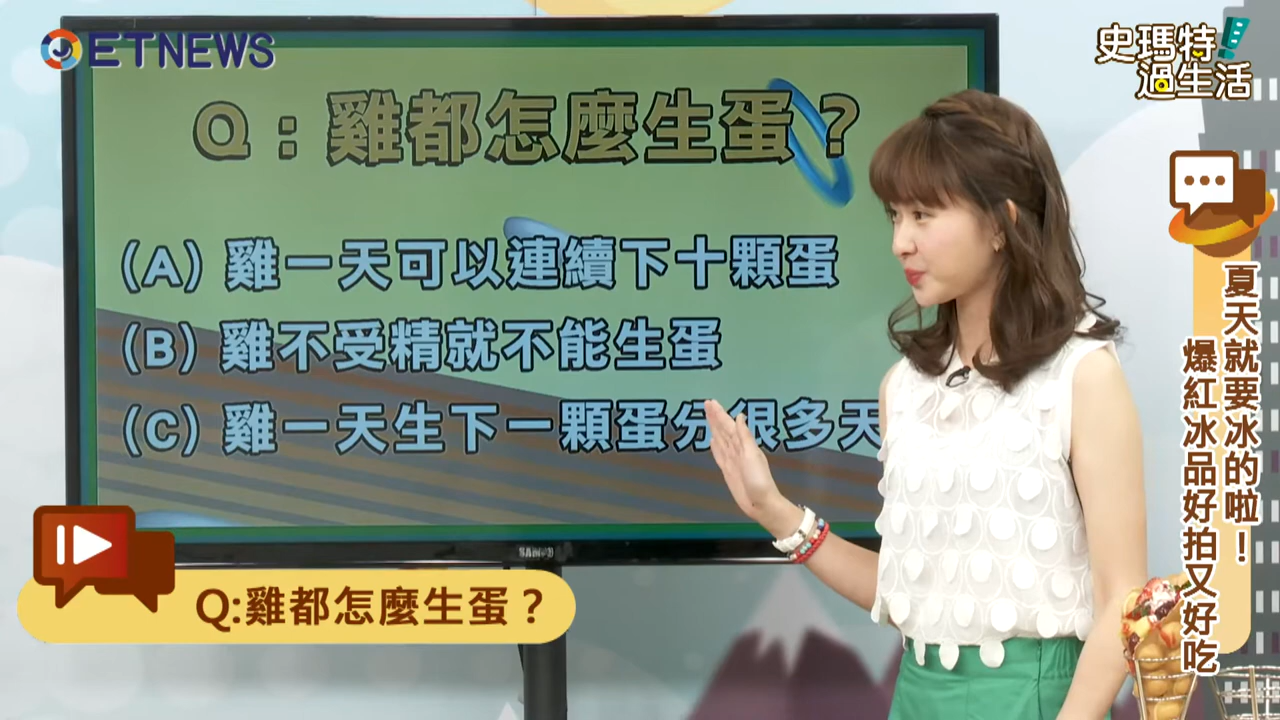 ETNEWS
史瑪特!
過生活
Q：雞都怎麼生蛋？
(A) 雞一天可以連續下十顆蛋
(B) 雞不受精就不能生蛋
(C) 雞一天生下一顆蛋分很多天
SAMSUNG
Q:雞都怎麼生蛋？
夏天就要冰的啦！
爆紅冰品好拍又好吃